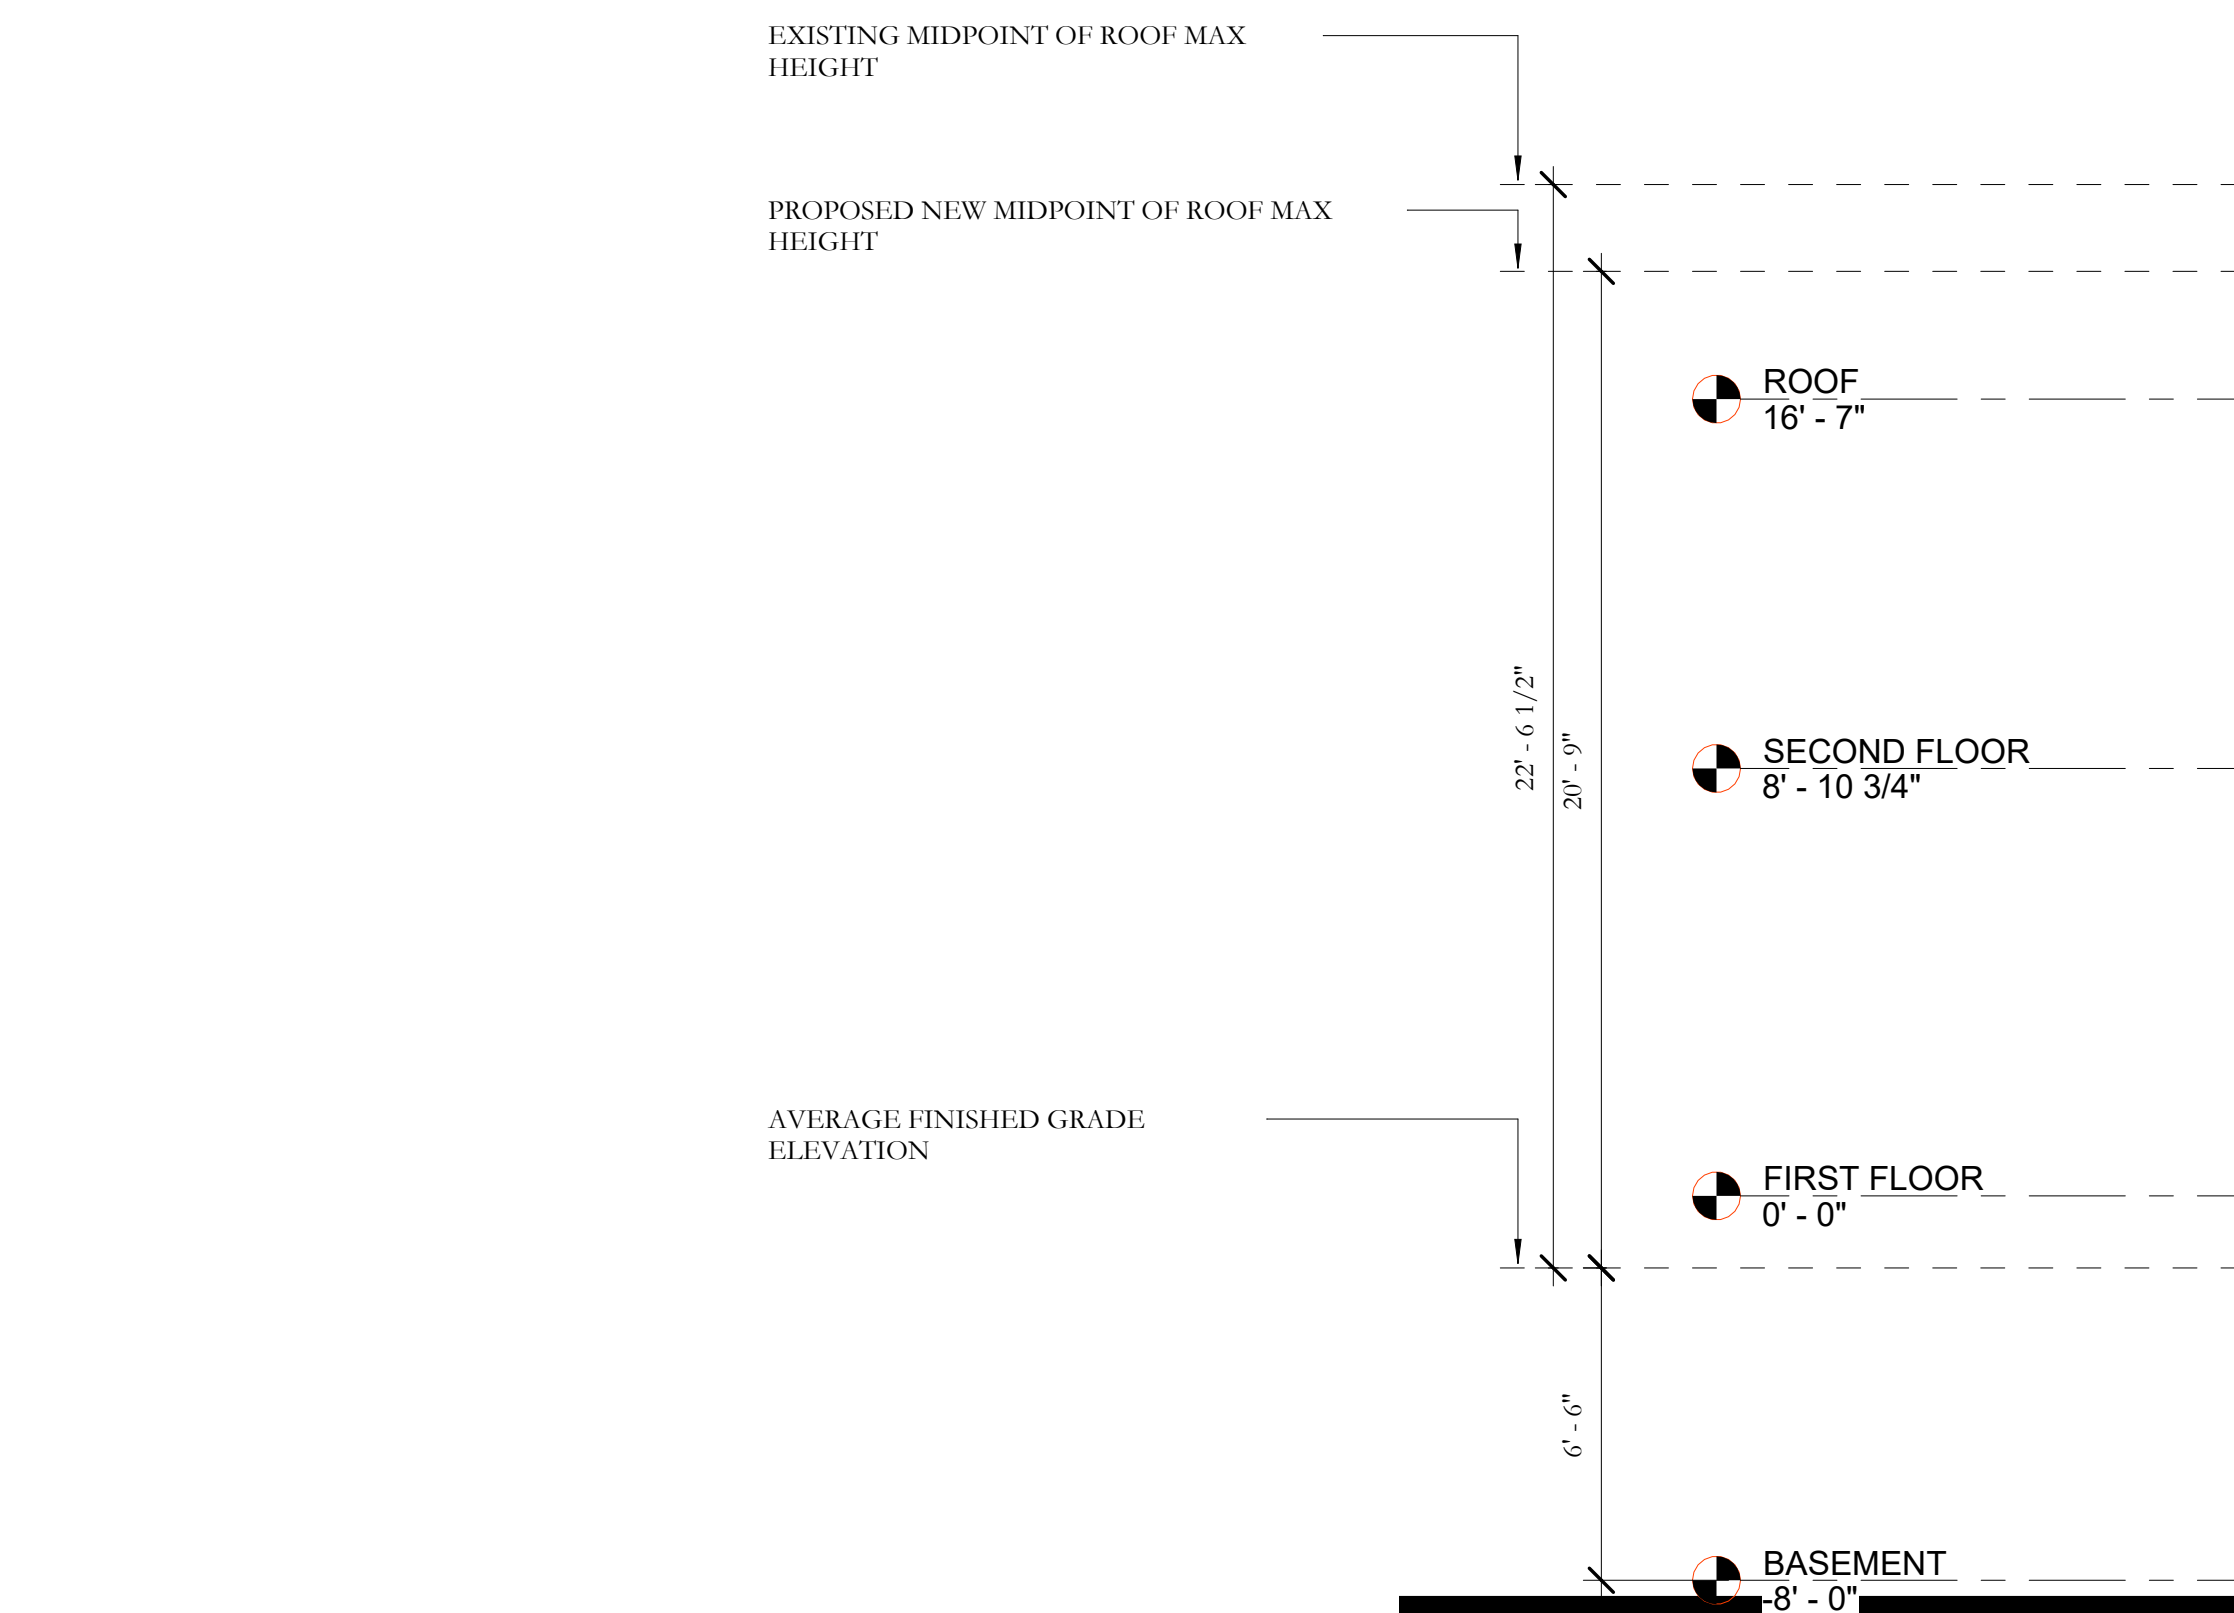 EXISTING MIDPOINT OF ROOF MAX
HEIGHT
PROPOSED NEW MIDPOINT OF ROOF MAX
HEIGHT
ROOF
16' - 7"
22' - 6 1/2"
20' - 9"
SECOND FLOOR
8' - 10 3/4"
AVERAGE FINISHED GRADE
ELEVATION
FIRST FLOOR
0' - 0"
6' - 6"
BASEMENT
-8' - 0"